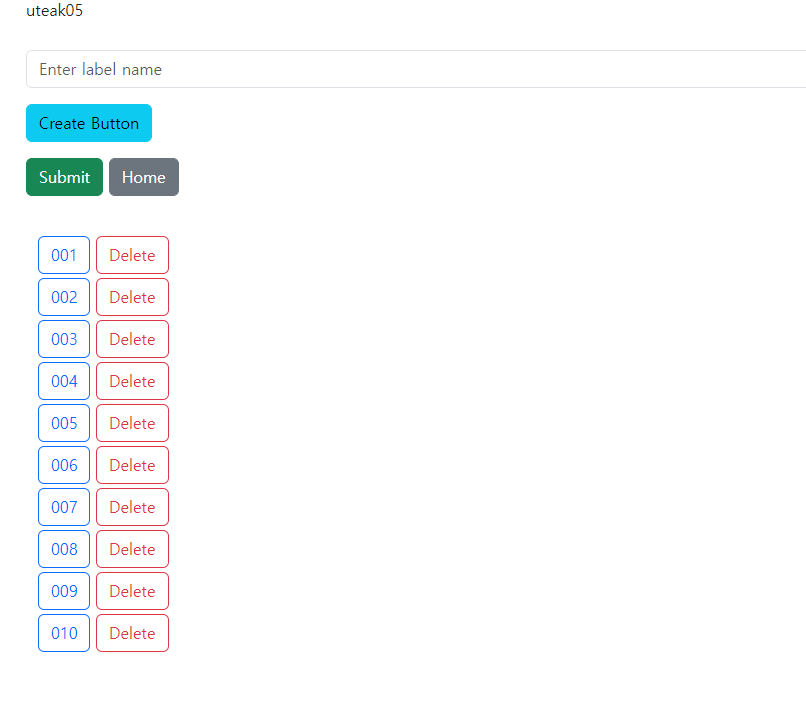 uteak05
Enter label name
Create Button
Submit Home
001 Delete
002 Delete
003 Delete
004 Delete
005 Delete
006 Delete
007 Delete
008 Delete
009 Delete
010 Delete